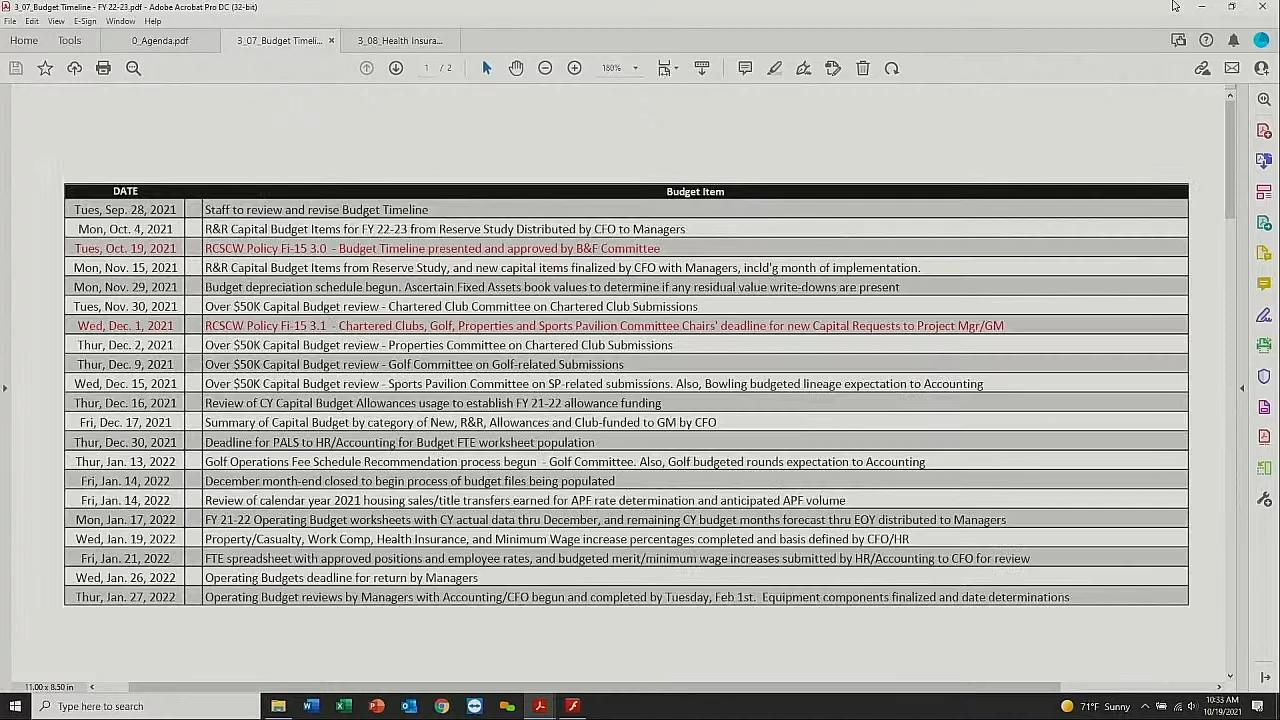 3_07_Budget Timeline - FY 22-23.pdf - Adobe Acrobat Pro DC (32-bit)
File Edit View E-Sign Window Help
Home Tools 0_Agenda.pdf 3_07_Budget Timeli... × 3_08_Health Insura...
1 / 2 180%
DATE Budget Item
Tues, Sep. 28, 2021 Staff to review and revise Budget Timeline
Mon, Oct. 4, 2021 R&R Capital Budget Items for FY 22-23 from Reserve Study Distributed by CFO to Managers
Tues, Oct. 19, 2021 RCSCW Policy Fi-15 3.0 - Budget Timeline presented and approved by B&F Committee
Mon, Nov. 15, 2021 R&R Capital Budget Items from Reserve Study, and new capital items finalized by CFO with Managers, incld'g month of implementation.
Mon, Nov. 29, 2021 Budget depreciation schedule begun. Ascertain Fixed Assets book values to determine if any residual value write-downs are present
Tues, Nov. 30, 2021 Over $50K Capital Budget review - Chartered Club Committee on Chartered Club Submissions
Wed, Dec. 1, 2021 RCSCW Policy Fi-15 3.1 - Chartered Clubs, Golf, Properties and Sports Pavilion Committee Chairs' deadline for new Capital Requests to Project Mgr/GM
Thur, Dec. 2, 2021 Over $50K Capital Budget review - Properties Committee on Chartered Club Submissions
Thur, Dec. 9, 2021 Over $50K Capital Budget review - Golf Committee on Golf-related Submissions
Wed, Dec. 15, 2021 Over $50K Capital Budget review - Sports Pavilion Committee on SP-related submissions. Also, Bowling budgeted lineage expectation to Accounting
Thur, Dec. 16, 2021 Review of CY Capital Budget Allowances usage to establish FY 21-22 allowance funding
Fri, Dec. 17, 2021 Summary of Capital Budget by category of New, R&R, Allowances and Club-funded to GM by CFO
Thur, Dec. 30, 2021 Deadline for PALS to HR/Accounting for Budget FTE worksheet population
Thur, Jan. 13, 2022 Golf Operations Fee Schedule Recommendation process begun - Golf Committee. Also, Golf budgeted rounds expectation to Accounting
Fri, Jan. 14, 2022 December month-end closed to begin process of budget files being populated
Fri, Jan. 14, 2022 Review of calendar year 2021 housing sales/title transfers earned for APF rate determination and anticipated APF volume
Mon, Jan. 17, 2022 FY 21-22 Operating Budget worksheets with CY actual data thru December, and remaining CY budget months forecast thru EOY distributed to Managers
Wed, Jan. 19, 2022 Property/Casualty, Work Comp, Health Insurance, and Minimum Wage increase percentages completed and basis defined by CFO/HR
Fri, Jan. 21, 2022 FTE spreadsheet with approved positions and employee rates, and budgeted merit/minimum wage increases submitted by HR/Accounting to CFO for review
Wed, Jan. 26, 2022 Operating Budgets deadline for return by Managers
Thur, Jan. 27, 2022 Operating Budget reviews by Managers with Accounting/CFO begun and completed by Tuesday, Feb 1st. Equipment components finalized and date determinations
11.00 x 8.50 in
Type here to search
71°F Sunny 10:33 AM
10/19/2021